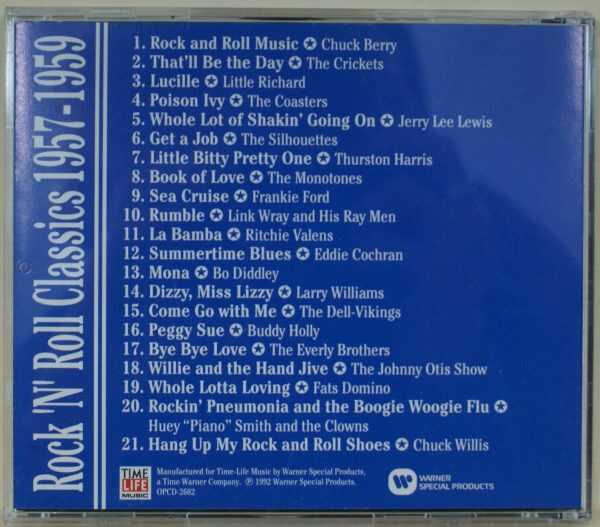 Rock 'N' Roll Classics 1957-1959
1. Rock and Roll Music ✪ Chuck Berry
2. That'll Be the Day ✪ The Crickets
3. Lucille ✪ Little Richard
4. Poison Ivy ✪ The Coasters
5. Whole Lot of Shakin' Going On ✪ Jerry Lee Lewis
6. Get a Job ✪ The Silhouettes
7. Little Bitty Pretty One ✪ Thurston Harris
8. Book of Love ✪ The Monotones
9. Sea Cruise ✪ Frankie Ford
10. Rumble ✪ Link Wray and His Ray Men
11. La Bamba ✪ Ritchie Valens
12. Summertime Blues ✪ Eddie Cochran
13. Mona ✪ Bo Diddley
14. Dizzy, Miss Lizzy ✪ Larry Williams
15. Come Go with Me ✪ The Dell-Vikings
16. Peggy Sue ✪ Buddy Holly
17. Bye Bye Love ✪ The Everly Brothers
18. Willie and the Hand Jive ✪ The Johnny Otis Show
19. Whole Lotta Loving ✪ Fats Domino
20. Rockin' Pneumonia and the Boogie Woogie Flu ✪
Huey “Piano” Smith and the Clowns
21. Hang Up My Rock and Roll Shoes ✪ Chuck Willis
TIME
LIFE
MUSIC
Manufactured for Time-Life Music by Warner Special Products,
a Time Warner Company. ℗ 1992 Warner Special Products.
OPCD-2682
WARNER
SPECIAL PRODUCTS